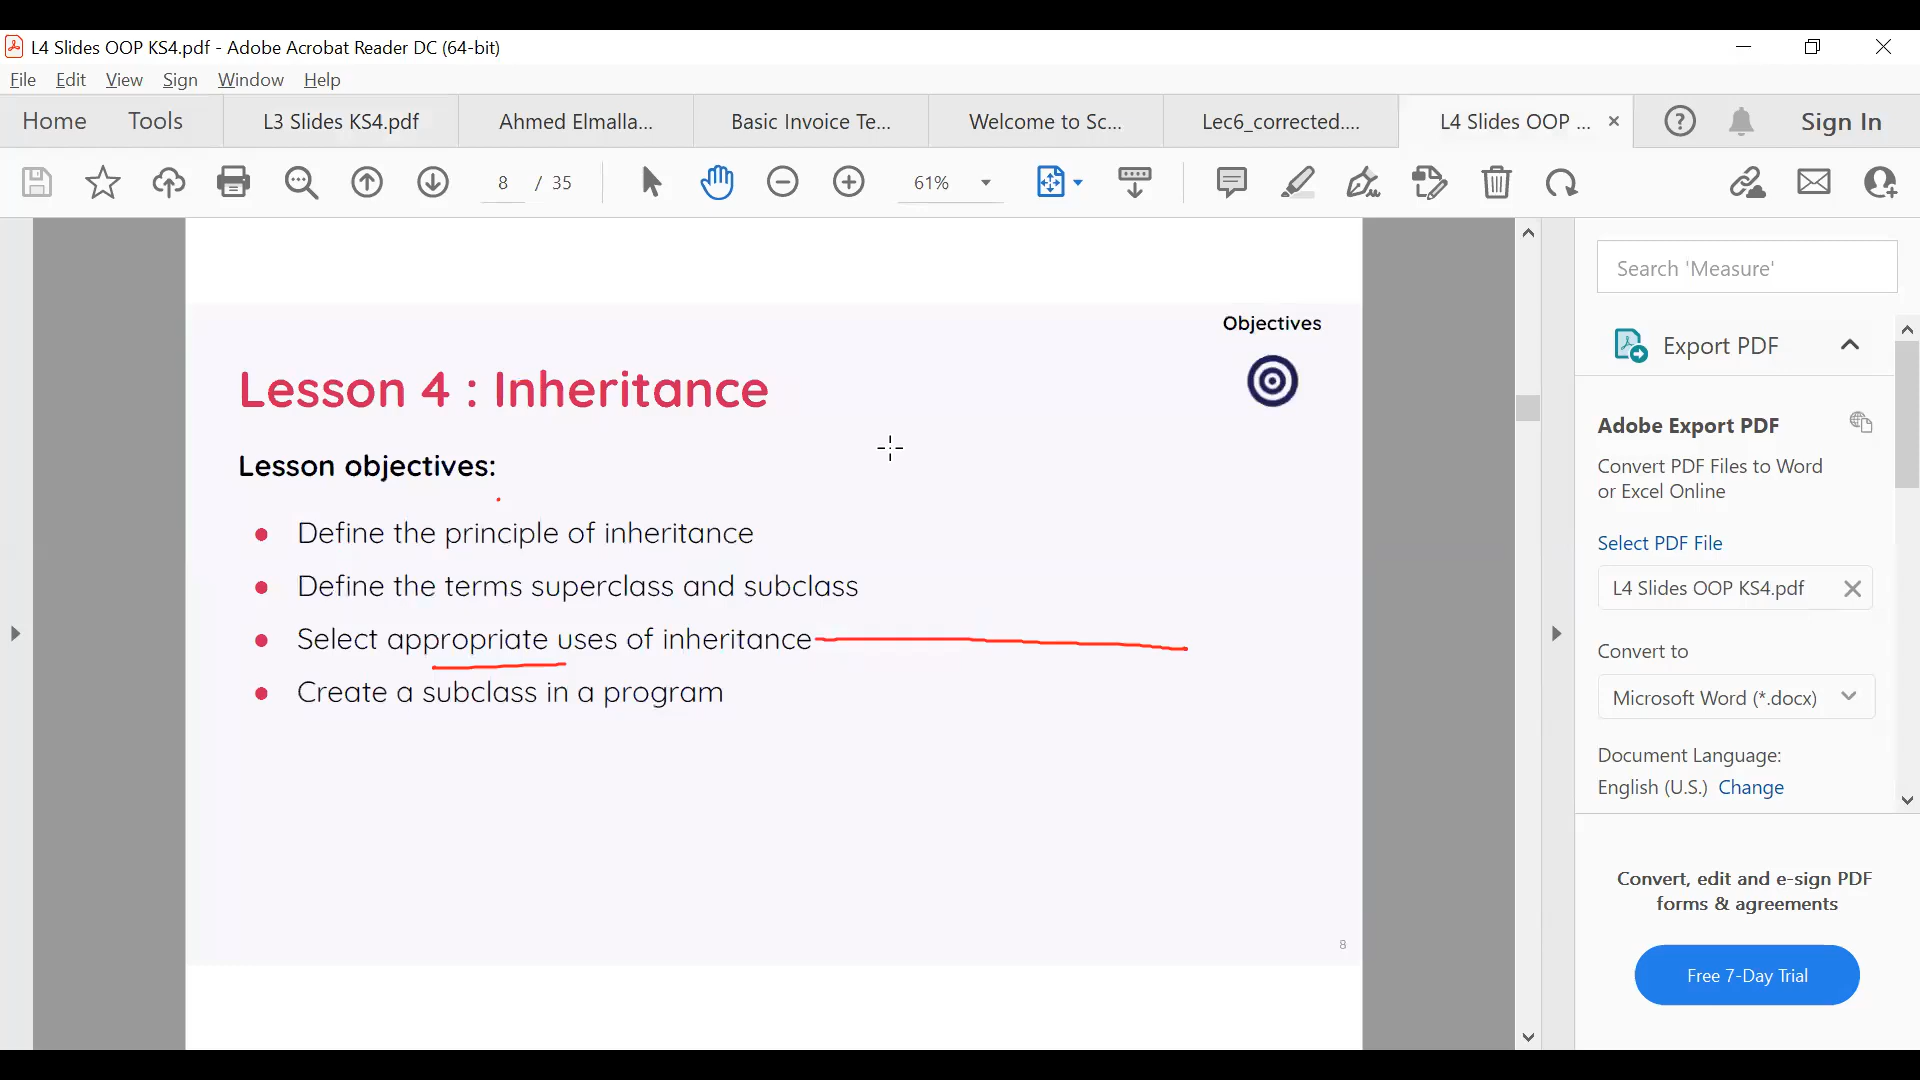 L4 Slides OOP KS4.pdf - Adobe Acrobat Reader DC (64-bit)
File Edit View Sign Window Help
Home Tools L3 Slides KS4.pdf Ahmed Elmalla... Basic Invoice Te... Welcome to Sc... Lec6_corrected.... L4 Slides OOP ... Sign In
8 / 35 61%
Search 'Measure'
Objectives
Export PDF
Lesson 4 : Inheritance
Adobe Export PDF
Lesson objectives:
Convert PDF Files to Word
or Excel Online
Define the principle of inheritance
Select PDF File
Define the terms superclass and subclass
L4 Slides OOP KS4.pdf
Select appropriate uses of inheritance
Convert to
Create a subclass in a program
Microsoft Word (*.docx)
Document Language:
English (U.S.) Change
Convert, edit and e-sign PDF
forms & agreements
8
Free 7-Day Trial